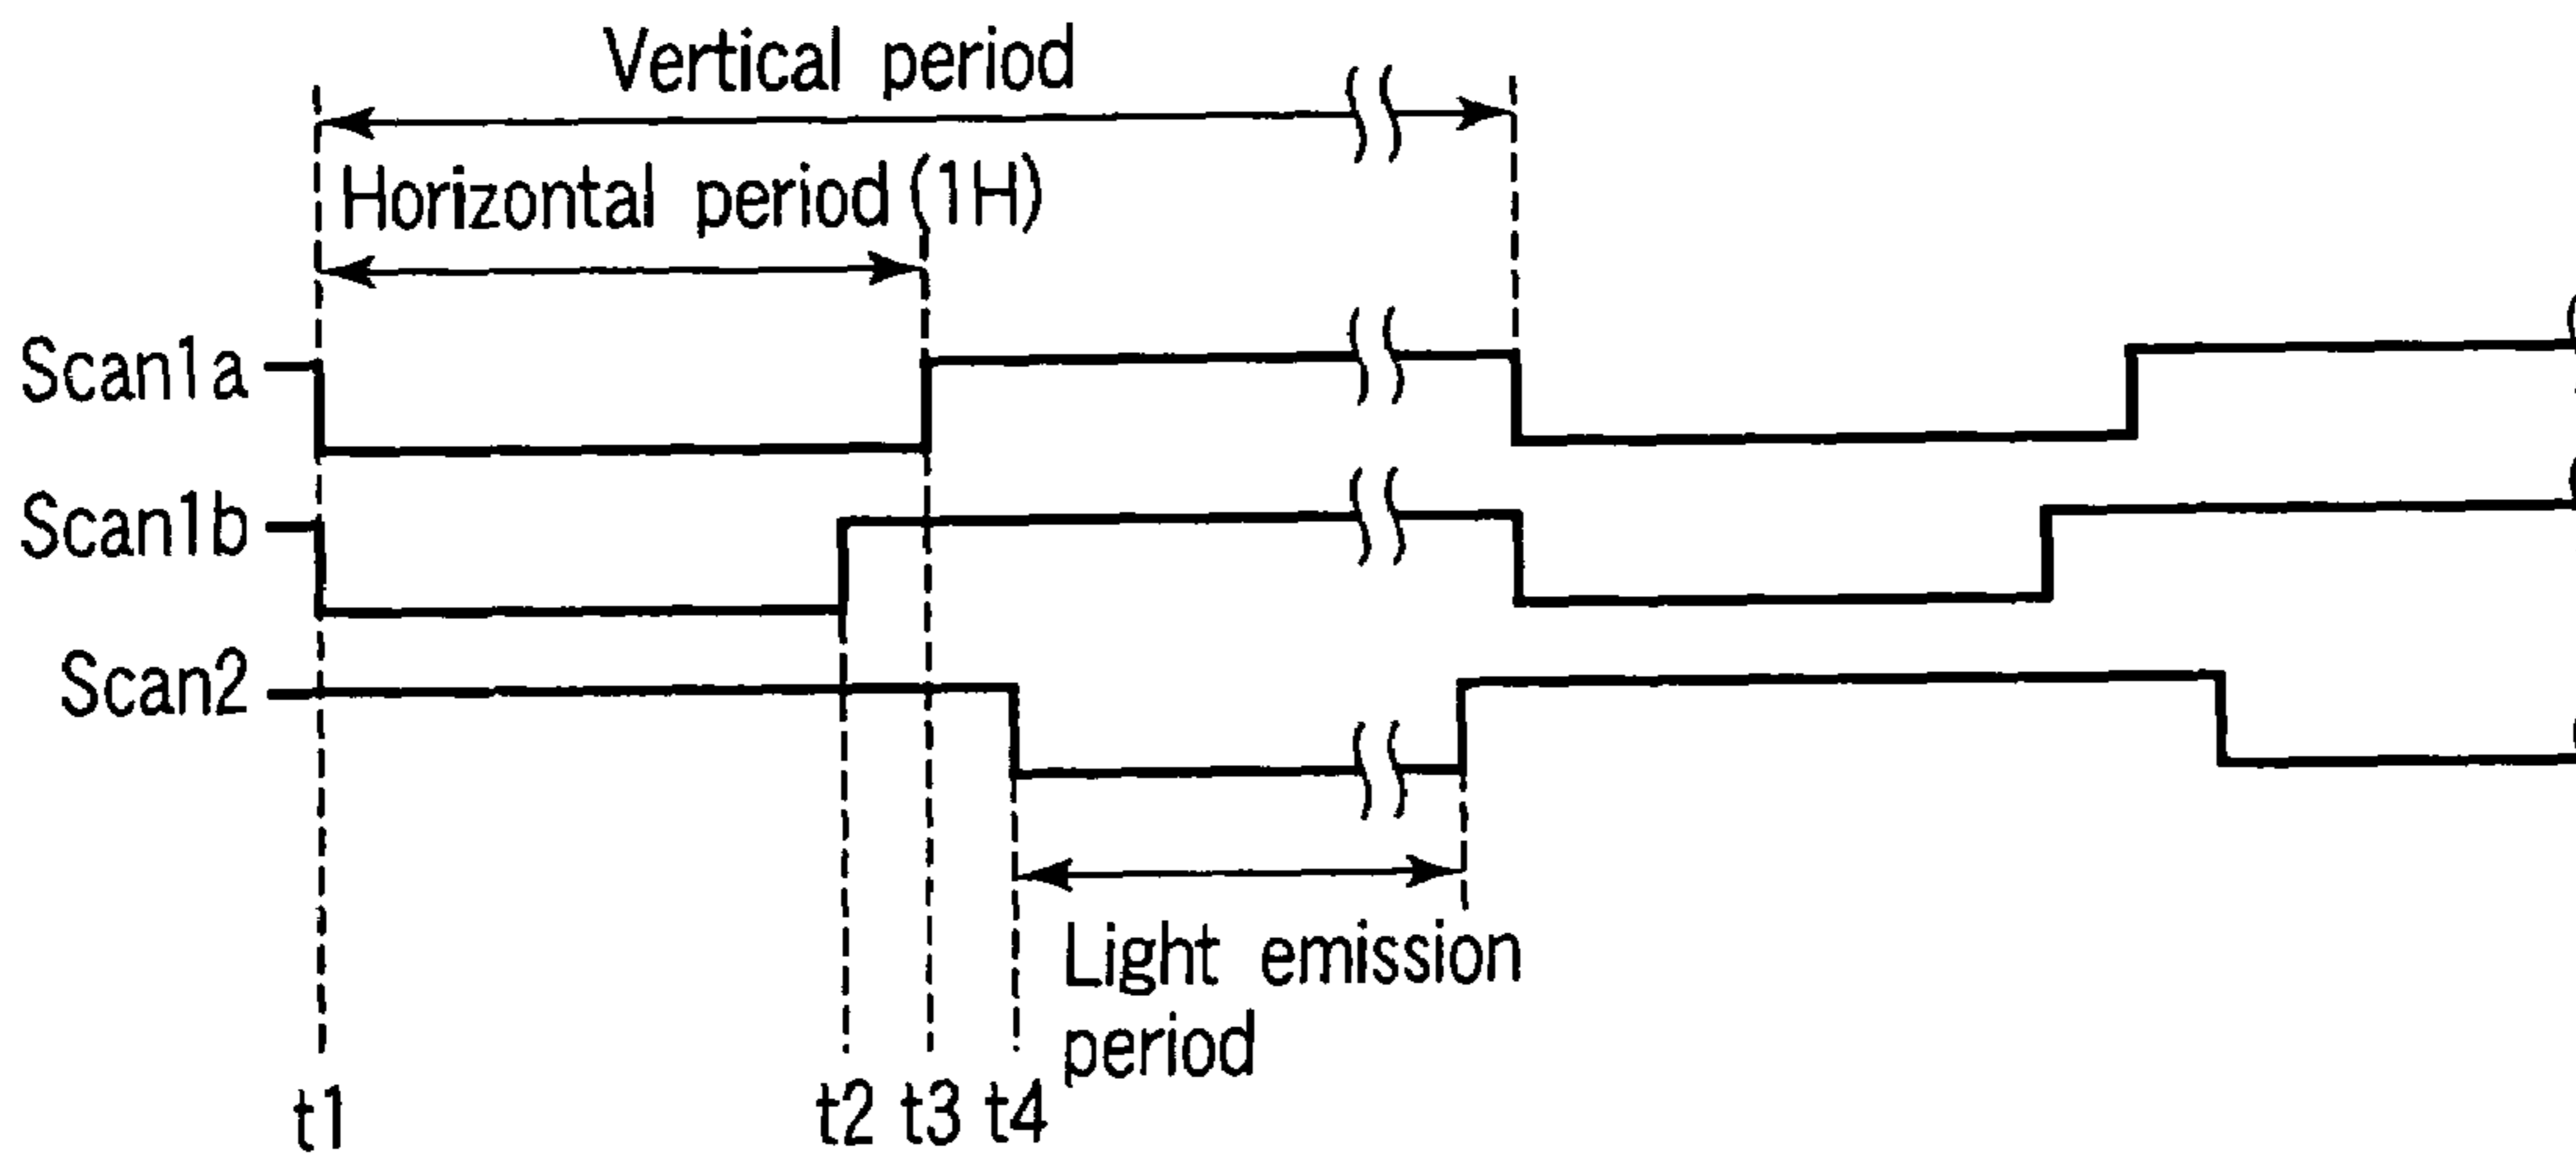 Vertical period
Horizontal period (1H)
Scan1a
Scan1b
Scan2
Light emission
period
t1
t2
t3
t4